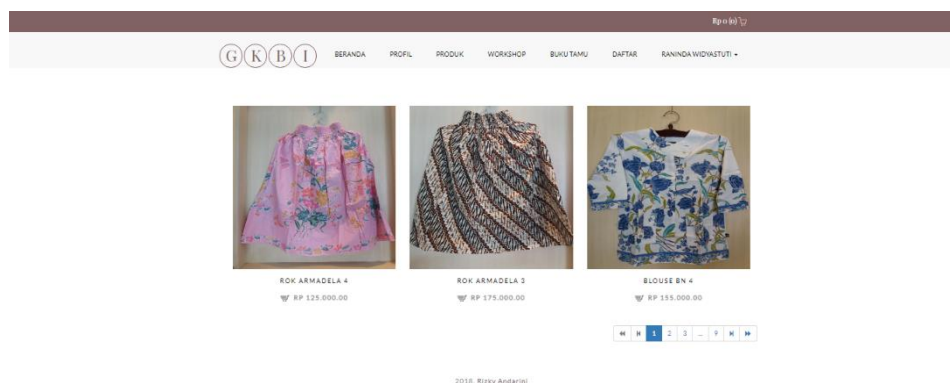 Rp 0 (0)
G K B I BERANDA PROFIL PRODUK WORKSHOP BUKU TAMU DAFTAR RANINDA WIDYASTUTI
ROK ARMADELA 4 ROK ARMADELA 3 BLOUSE BN 4
RP 125.000.00 RP 175.000.00 RP 155.000.00
1 2 3 ... 9
2018. Rizky Andarini